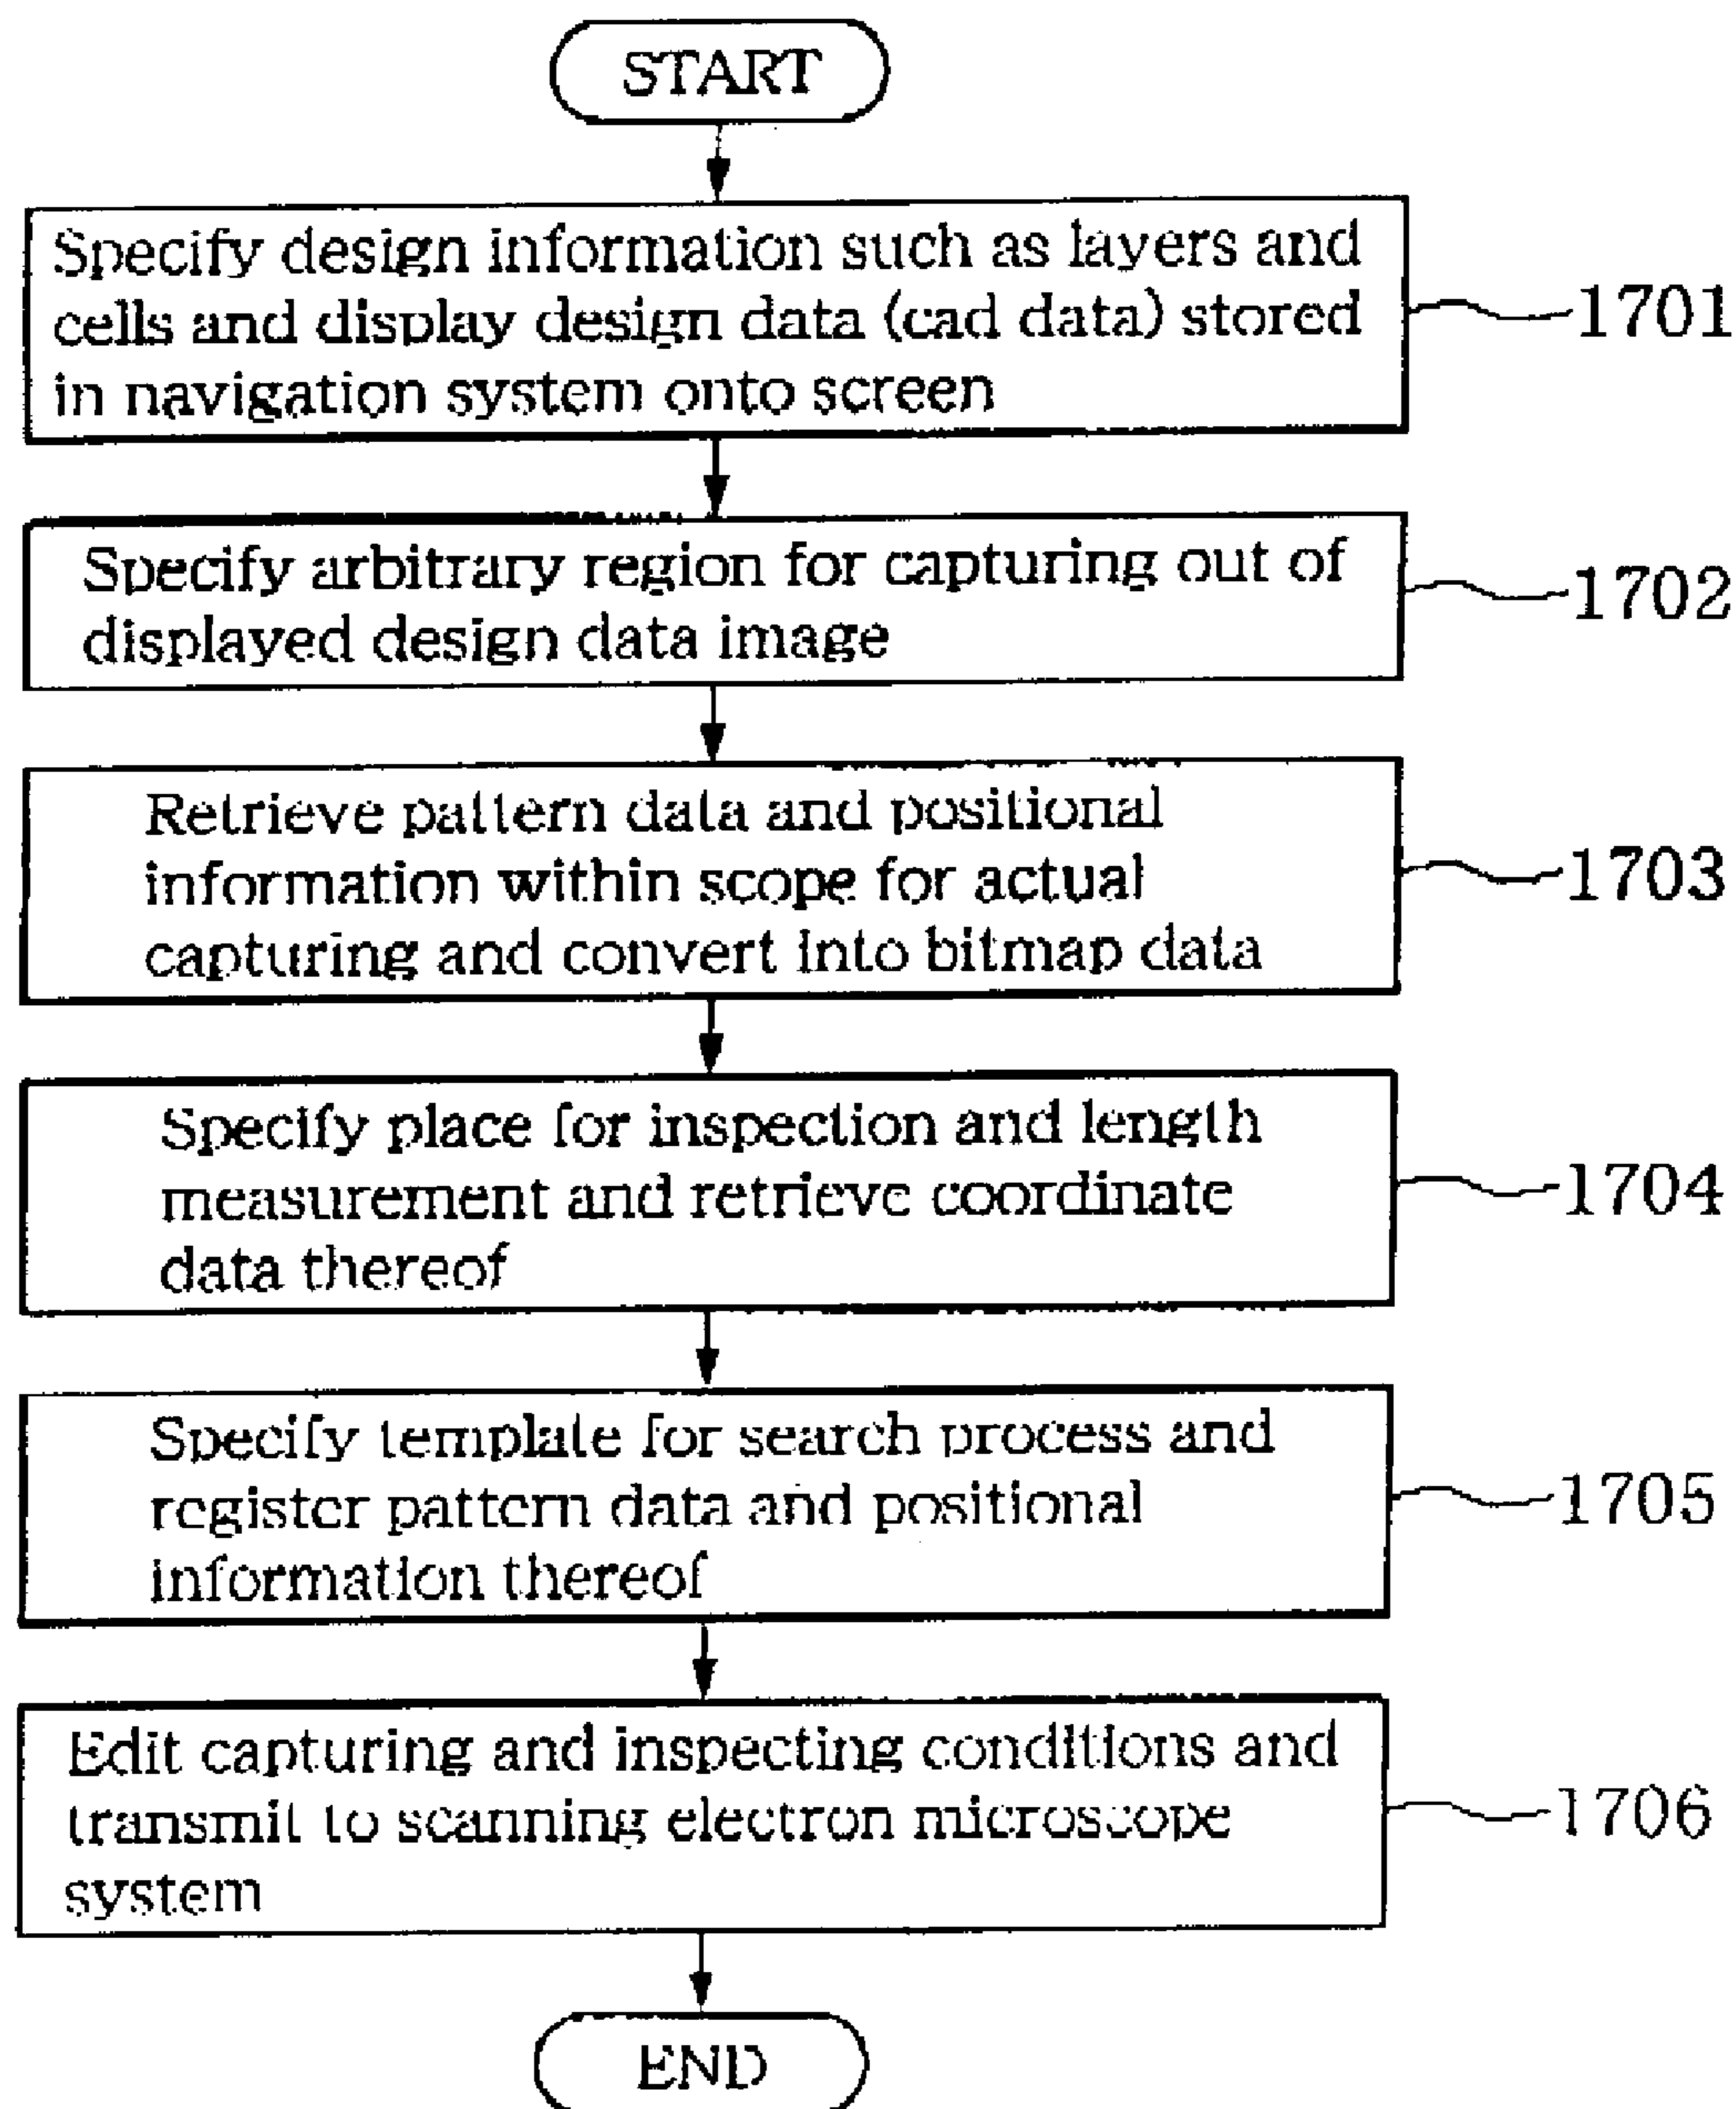 START
Specify design information such as layers and
cells and display design data (cad data) stored
in navigation system onto screen
1701
Specify arbitrary region for capturing out of
displayed design data image
1702
Retrieve pattern data and positional
information within scope for actual
capturing and convert into bitmap data
1703
Specify place for inspection and length
measurement and retrieve coordinate
data thereof
1704
Specify template for search process and
register pattern data and positional
information thereof
1705
Edit capturing and inspecting conditions and
transmit to scanning electron microscope
system
1706
END